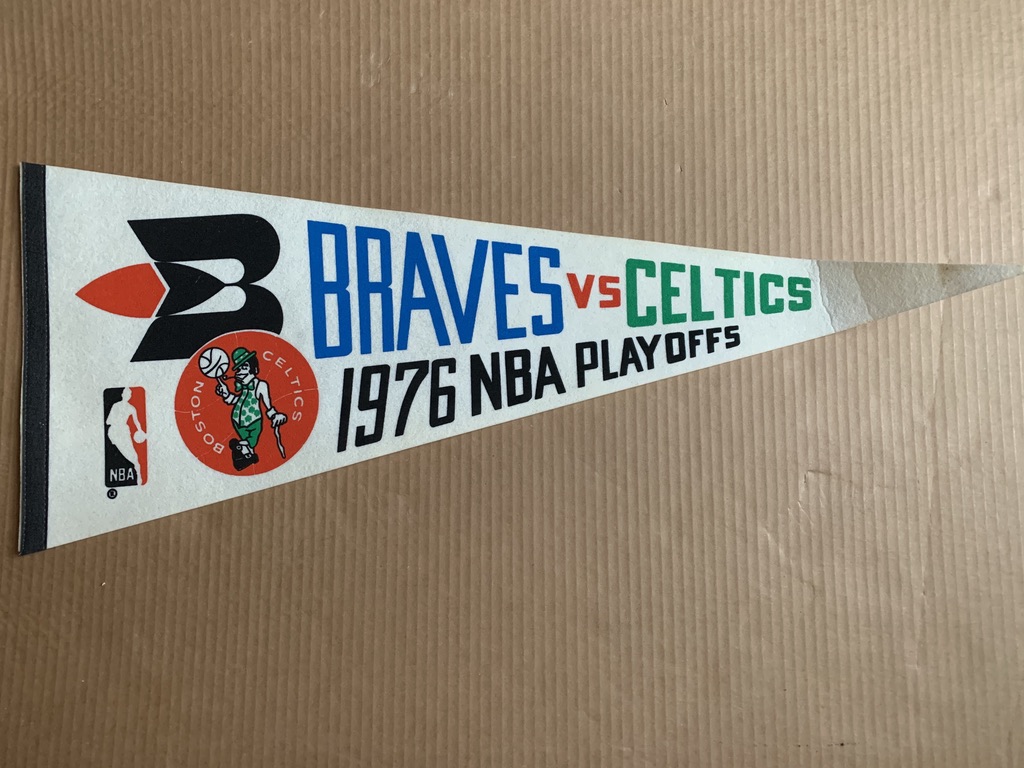 BRAVES VS CELTICS
1976 NBA PLAYOFFS
BOSTON CELTICS
NBA
®